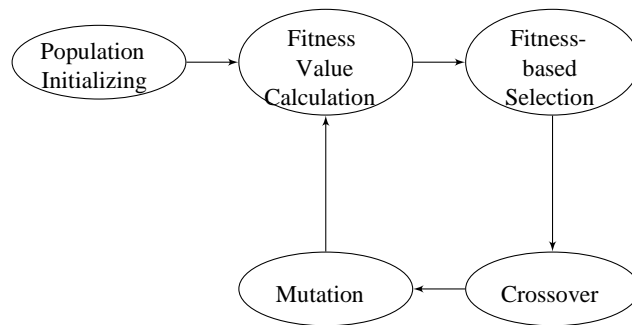 Population
Initializing
Fitness
Value
Calculation
Fitness-
based
Selection
Mutation
Crossover